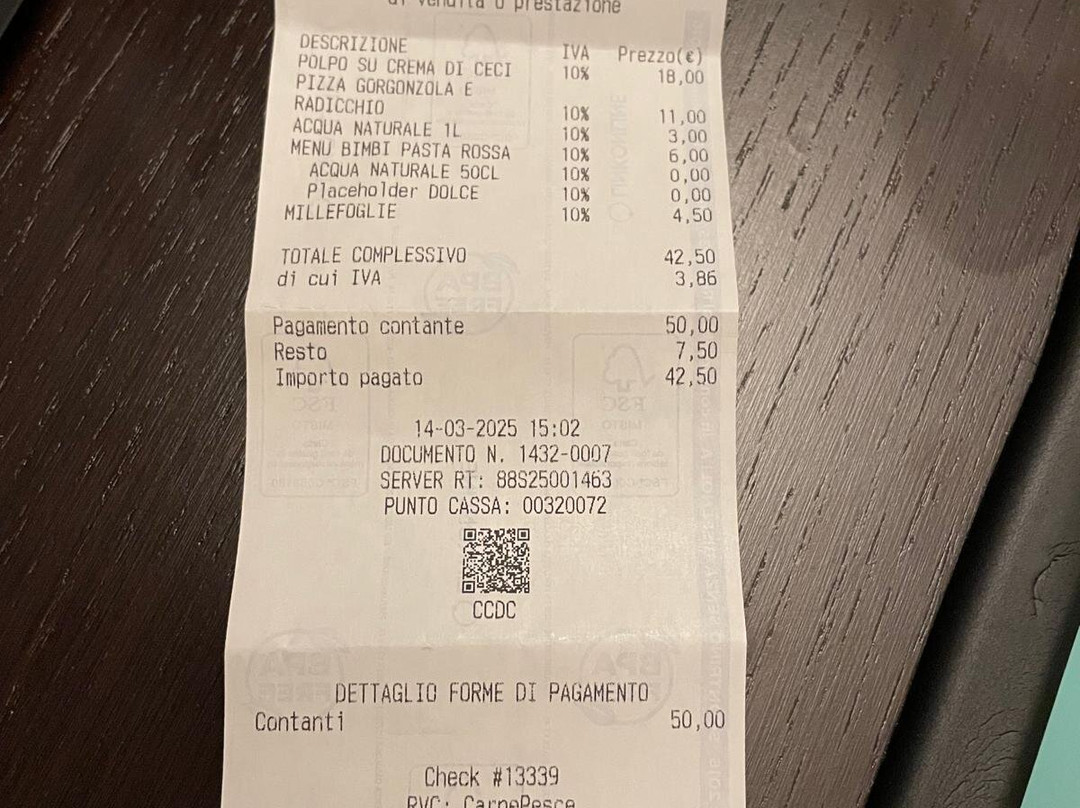 di vendita o prestazione
DESCRIZIONE IVA Prezzo(€)
POLPO SU CREMA DI CECI 10% 18,00
PIZZA GORGONZOLA E
RADICCHIO 10% 11,00
ACQUA NATURALE 1L 10% 3,00
MENU BIMBI PASTA ROSSA 10% 6,00
ACQUA NATURALE 50CL 10% 0,00
Placeholder DOLCE 10% 0,00
MILLEFOGLIE 10% 4,50
TOTALE COMPLESSIVO 42,50
di cui IVA 3,86
Pagamento contante 50,00
Resto 7,50
Importo pagato 42,50
14-03-2025 15:02
DOCUMENTO N. 1432-0007
SERVER RT: 88S25001463
PUNTO CASSA: 00320072
CCDC
DETTAGLIO FORME DI PAGAMENTO
Contanti 50,00
Check #13339
RVC: CarnePesce